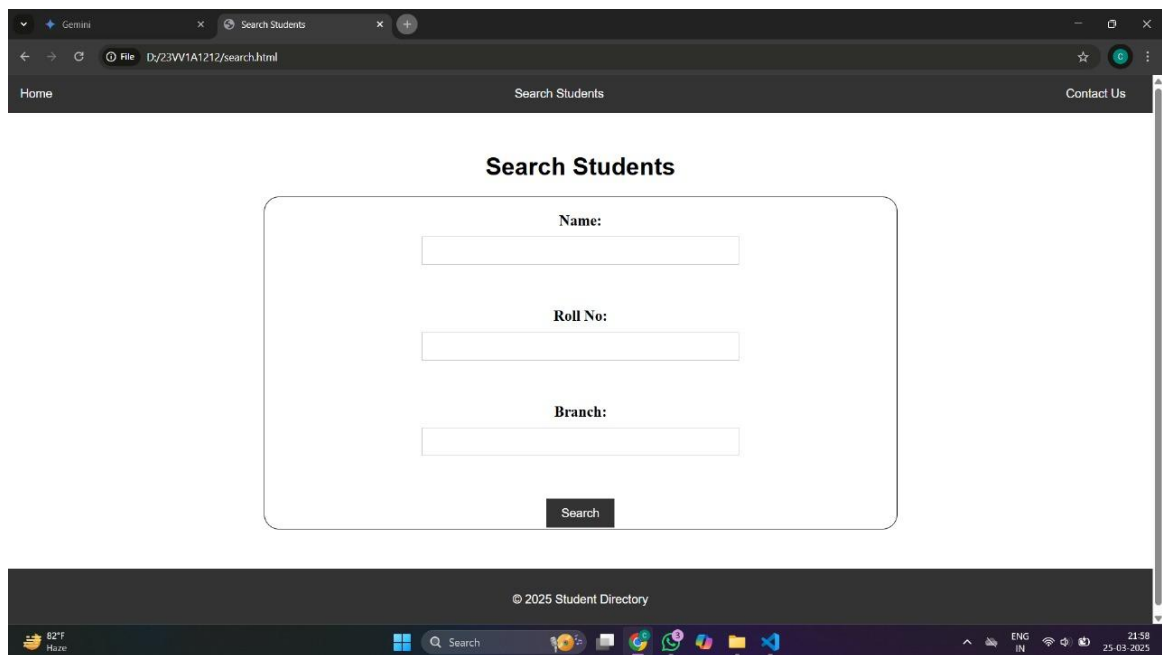 Gemini
Search Students
File D:/23VV1A1212/search.html
C
Home Search Students Contact Us
Search Students
Name:
Roll No:
Branch:
Search
© 2025 Student Directory
82°F
Haze
Search
C
3
ENG
IN
21:58
25-03-2025